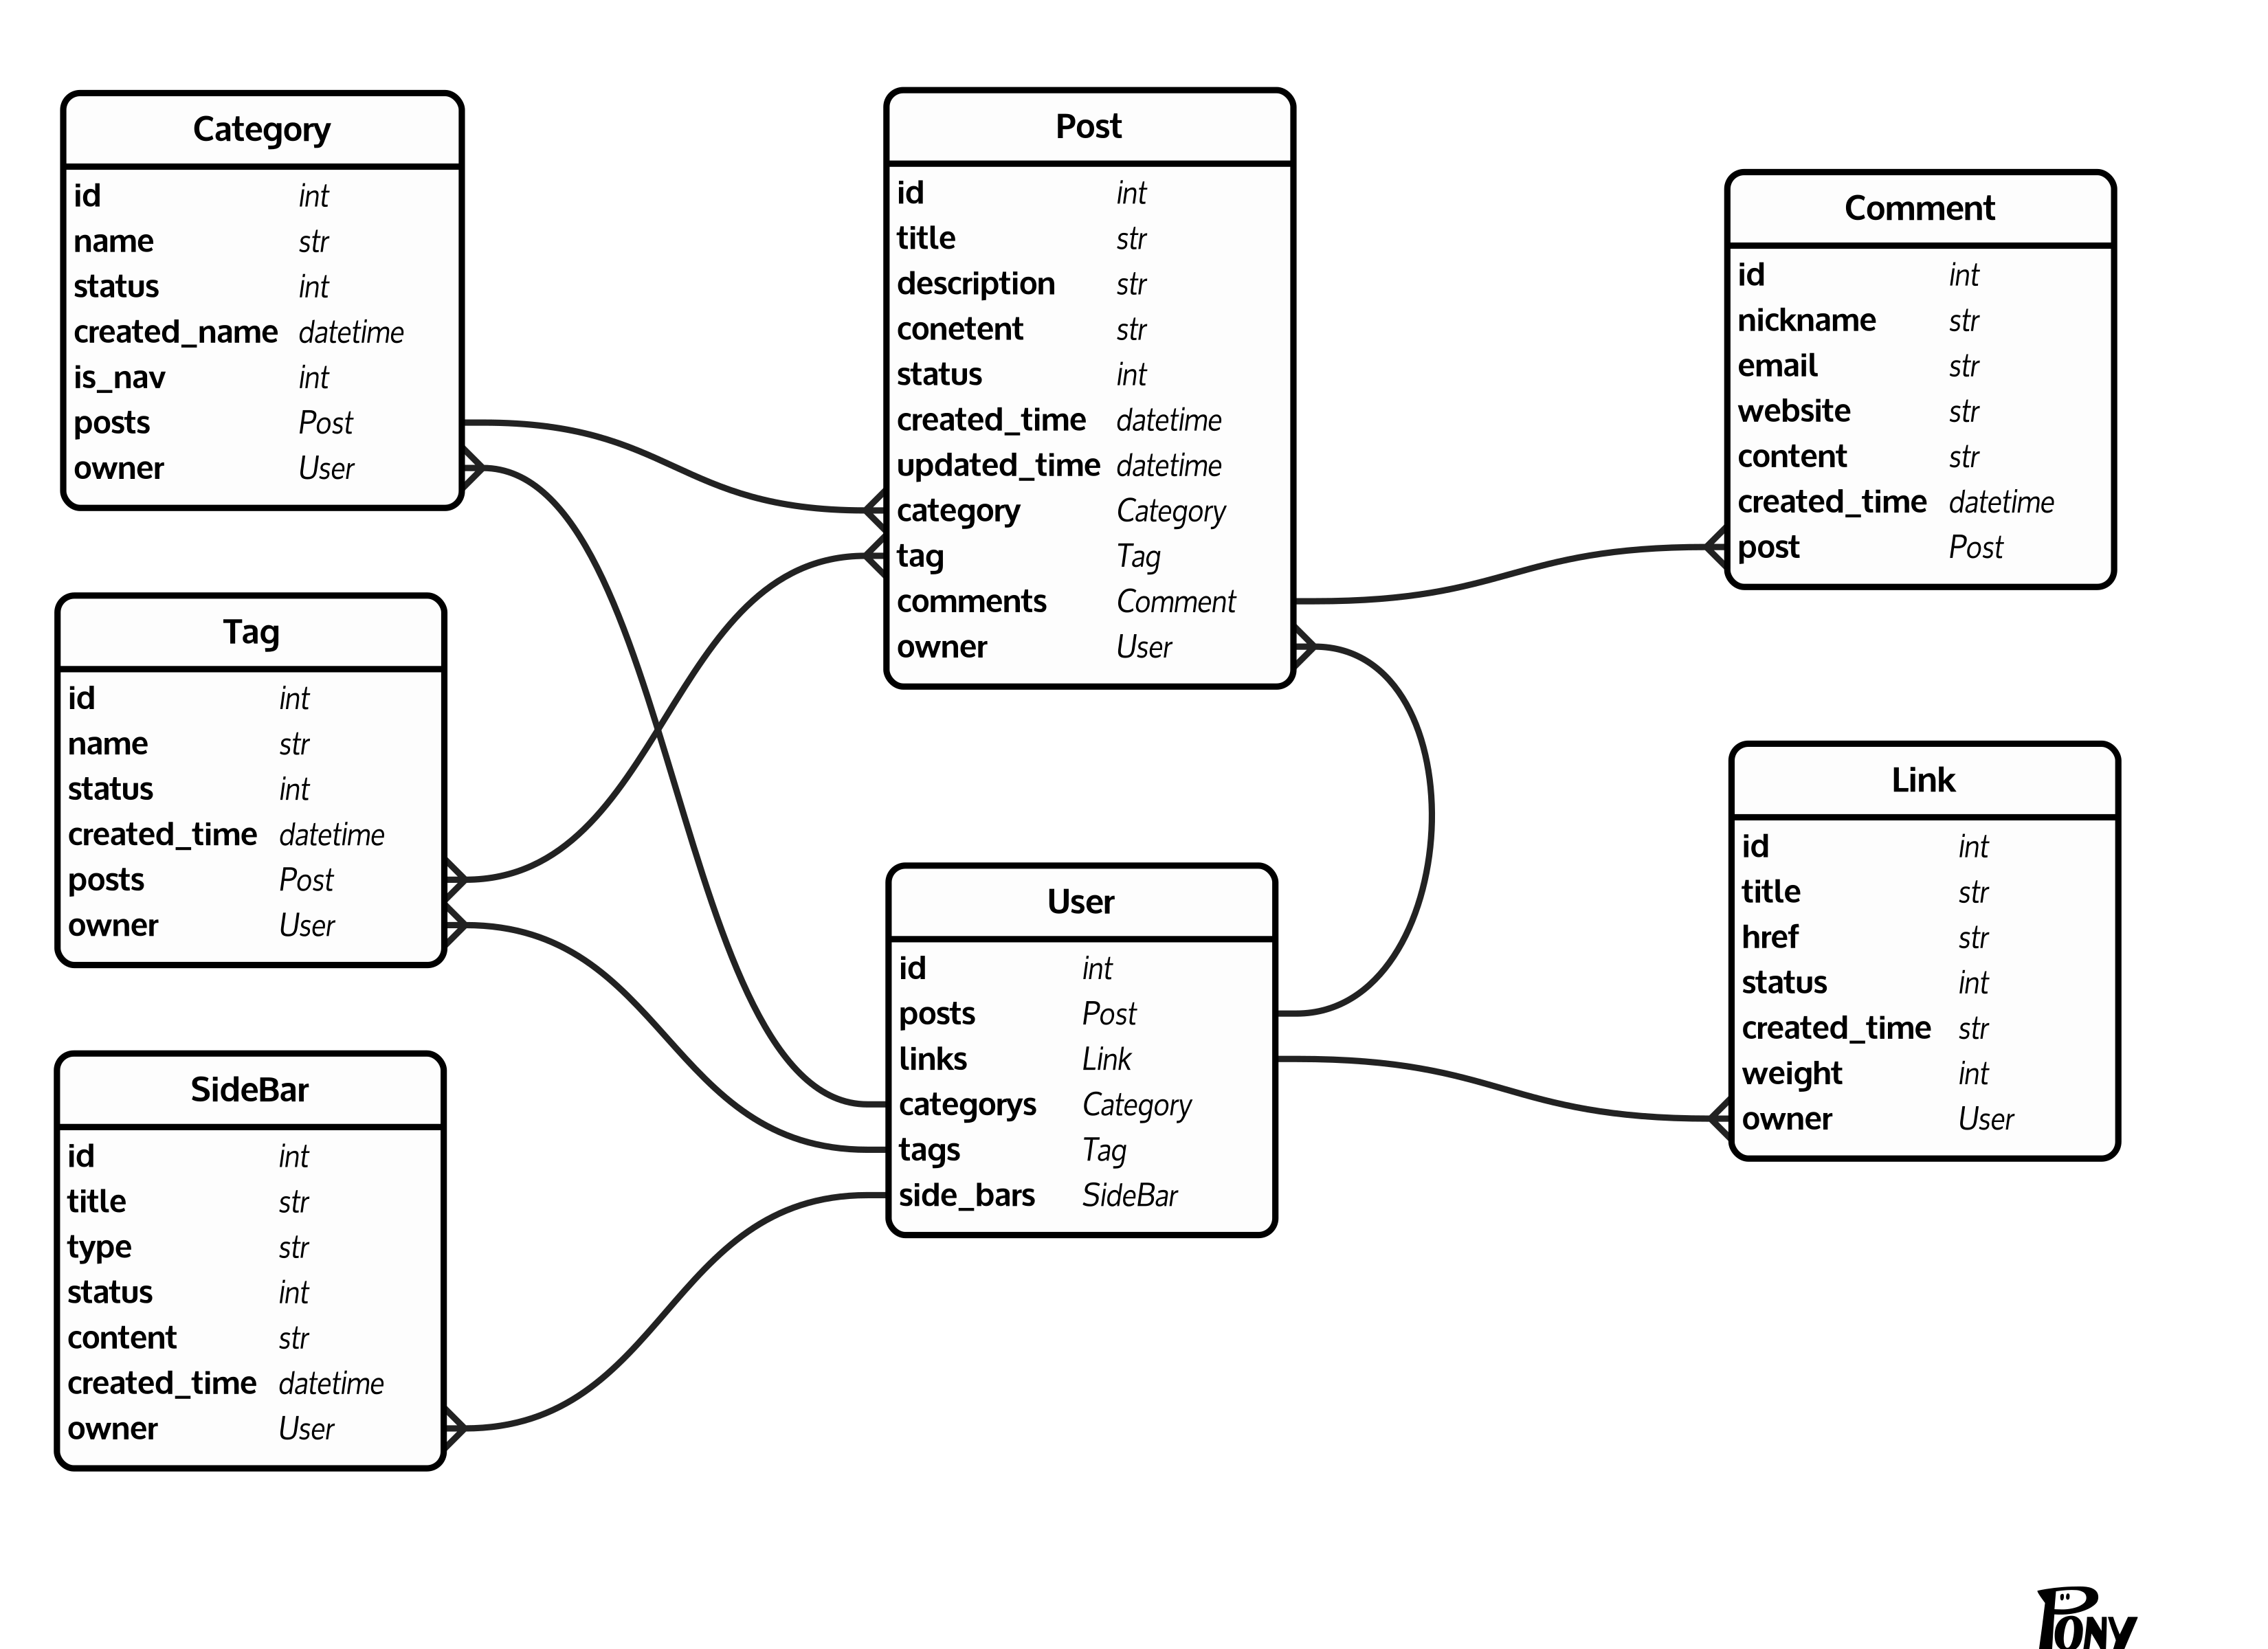 Category
id int
name str
status int
created_name datetime
is_nav int
posts Post
owner User
Tag
id int
name str
status int
created_time datetime
posts Post
owner User
SideBar
id int
title str
type str
status int
content str
created_time datetime
owner User
Post
id int
title str
description str
conetent str
status int
created_time datetime
updated_time datetime
category Category
tag Tag
comments Comment
owner User
User
id int
posts Post
links Link
categorys Category
tags Tag
side_bars SideBar
Comment
id int
nickname str
email str
website str
content str
created_time datetime
post Post
Link
id int
title str
href str
status int
created_time str
weight int
owner User
PONY